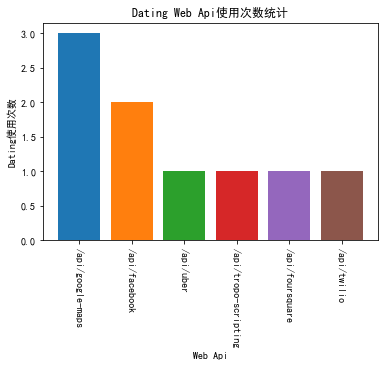 Dating Web Api使用次数统计
Dating使用次数
3.0
2.5
2.0
1.5
1.0
0.5
0.0
/api/google-maps
/api/facebook
/api/uber
/api/tropo-scripting
/api/foursquare
/api/twilio
Web Api